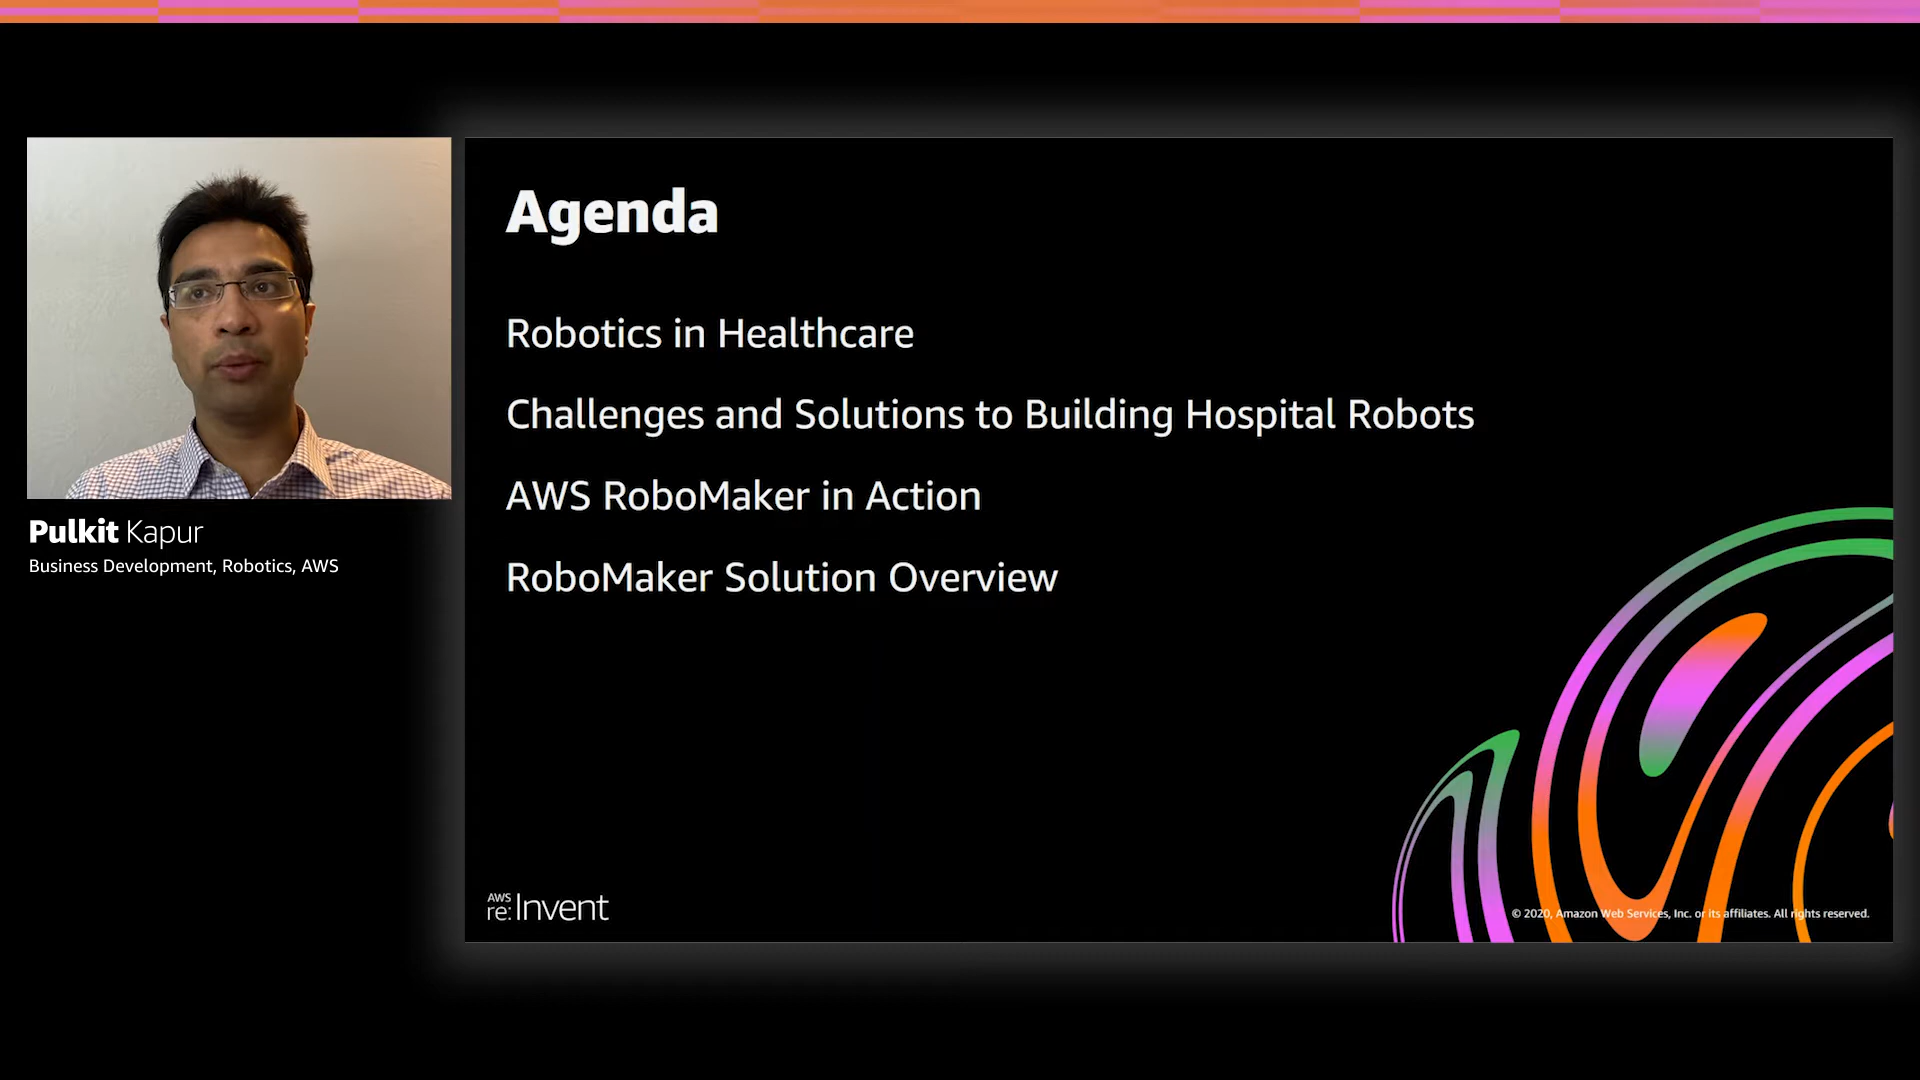 Agenda
Robotics in Healthcare
Challenges and Solutions to Building Hospital Robots
AWS RoboMaker in Action
RoboMaker Solution Overview
Pulkit Kapur
Business Development, Robotics, AWS
AWS
re:Invent
© 2020, Amazon Web Services, Inc. or its affiliates. All rights reserved.